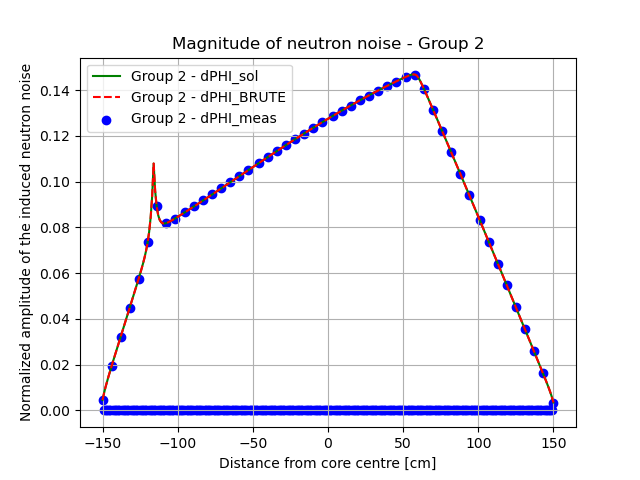 Magnitude of neutron noise - Group 2
Normalized amplitude of the induced neutron noise
0.14
0.12
0.10
0.08
0.06
0.04
0.02
0.00
Group 2 - dPHI_sol
Group 2 - dPHI_BRUTE
Group 2 - dPHI_meas
−150
−100
−50
0
50
100
150
Distance from core centre [cm]